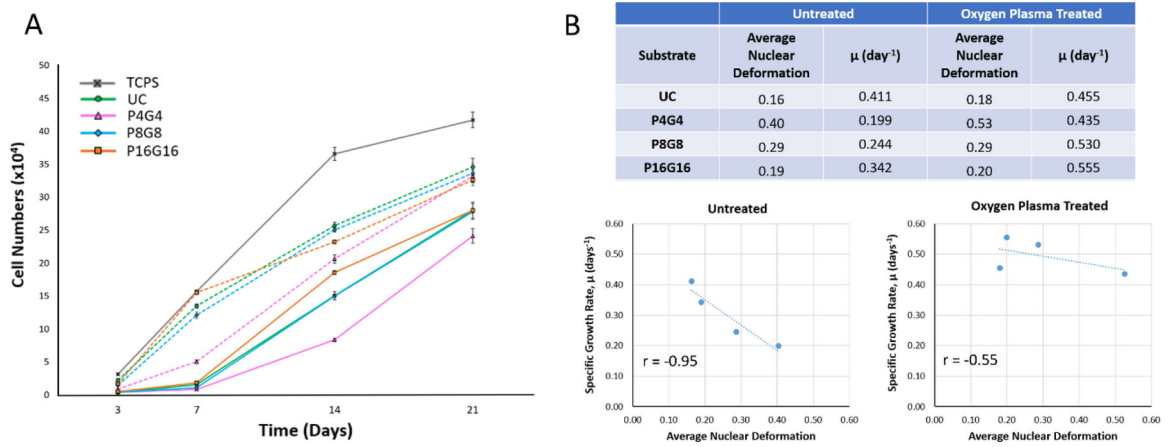 A
Cell Numbers (x10⁴)
50
45
40
35
30
25
20
15
10
5
0
TCPS
UC
P4G4
P8G8
P16G16
3 7 14 21
Time (Days)
B
Untreated Oxygen Plasma Treated
Substrate Average Nuclear Deformation μ (day⁻¹) Average Nuclear Deformation μ (day⁻¹)
UC 0.16 0.411 0.18 0.455
P4G4 0.40 0.199 0.53 0.435
P8G8 0.29 0.244 0.29 0.530
P16G16 0.19 0.342 0.20 0.555
Untreated
Specific Growth Rate, μ (days⁻¹)
0.60
0.50
0.40
0.30
0.20
0.10
0.00
r = -0.95
0.00 0.10 0.20 0.30 0.40 0.50 0.60
Average Nuclear Deformation
Oxygen Plasma Treated
Specific Growth Rate, μ (days⁻¹)
0.60
0.50
0.40
0.30
0.20
0.10
0.00
r = -0.55
0.00 0.10 0.20 0.30 0.40 0.50 0.60
Average Nuclear Deformation